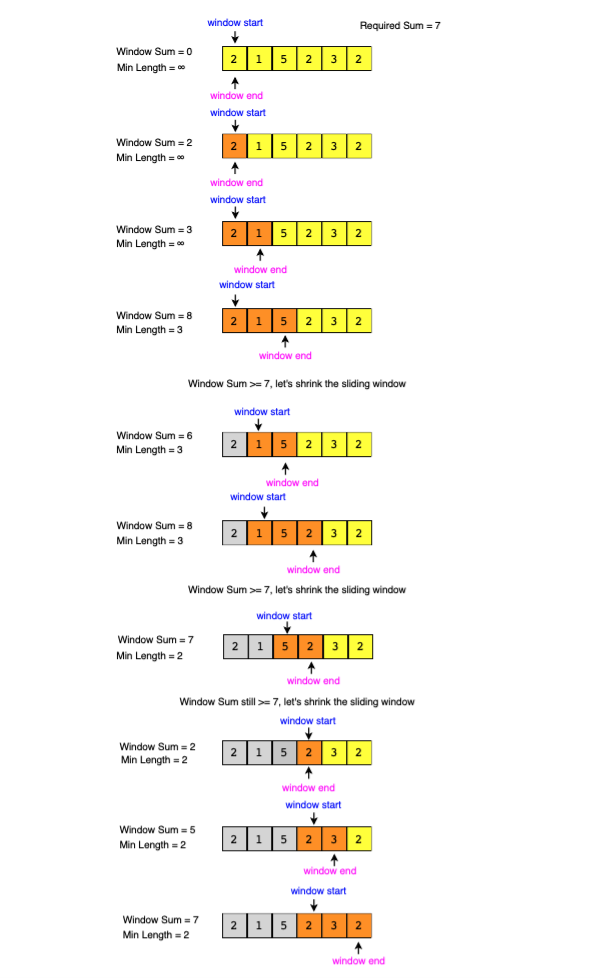 window start
Required Sum = 7
Window Sum = 0
Min Length = ∞
2 1 5 2 3 2
window end
window start
Window Sum = 2
Min Length = ∞
2 1 5 2 3 2
window end
window start
Window Sum = 3
Min Length = ∞
2 1 5 2 3 2
window end
window start
Window Sum = 8
Min Length = 3
2 1 5 2 3 2
window end
Window Sum >= 7, let's shrink the sliding window
window start
Window Sum = 6
Min Length = 3
2 1 5 2 3 2
window end
window start
Window Sum = 8
Min Length = 3
2 1 5 2 3 2
window end
Window Sum >= 7, let's shrink the sliding window
window start
Window Sum = 7
Min Length = 2
2 1 5 2 3 2
window end
Window Sum still >= 7, let's shrink the sliding window
window start
Window Sum = 2
Min Length = 2
2 1 5 2 3 2
window end
window start
Window Sum = 5
Min Length = 2
2 1 5 2 3 2
window end
window start
Window Sum = 7
Min Length = 2
2 1 5 2 3 2
window end